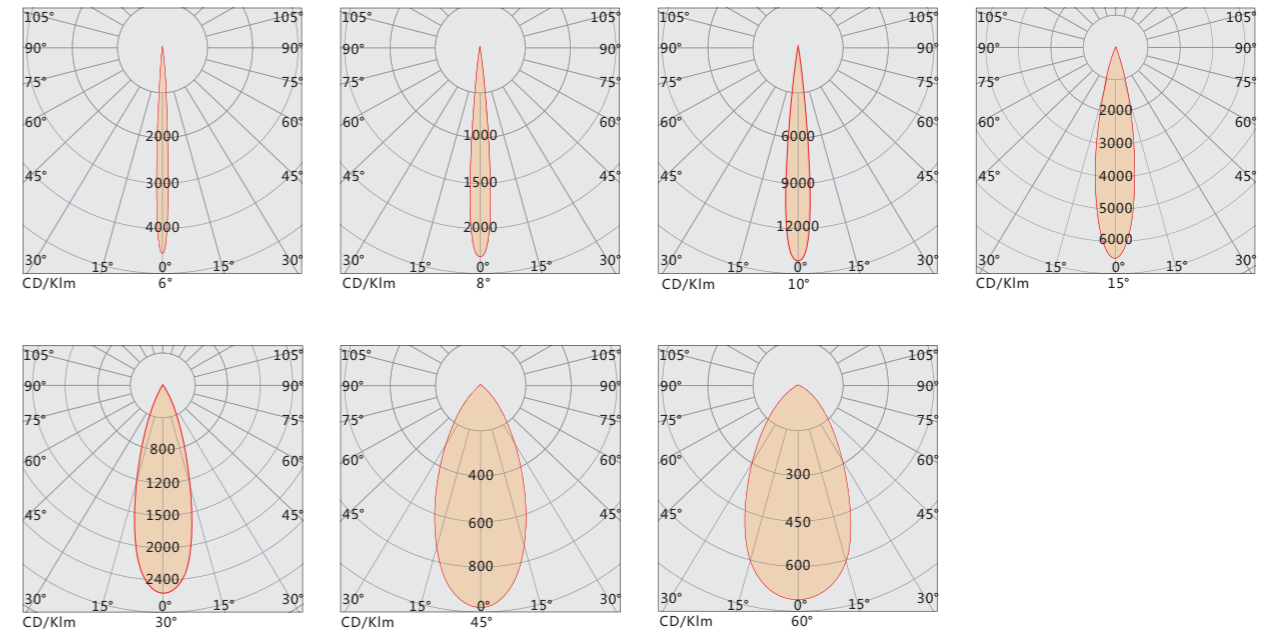 105° 105° 105° 105° 105° 105° 105° 105°
90° 90° 90° 90° 90° 90° 90° 90°
75° 75° 75° 75° 75° 75° 75° 75°
60° 60° 60° 60° 60° 60° 60° 60°
2000 1000 6000 2000
3000
45° 45° 45° 45° 45° 45° 45° 45°
3000 1500 9000 4000
5000
4000 2000 12000 6000
30° 15° 0° 15° 30° 30° 15° 0° 15° 30° 30° 15° 0° 15° 30° 30° 15° 0° 15° 30°
CD/Klm 6° CD/Klm 8° CD/Klm 10° CD/Klm 15°
105° 105° 105° 105° 105° 105°
90° 90° 90° 90° 90° 90°
75° 75° 75° 75° 75° 75°
800
60° 60° 60° 60° 60° 60°
400 300
1200
45° 45° 45° 45° 45° 45°
1500 600 450
2000
800 600
2400
30° 15° 0° 15° 30° 30° 15° 0° 15° 30° 30° 15° 0° 15° 30°
CD/Klm 30° CD/Klm 45° CD/Klm 60°